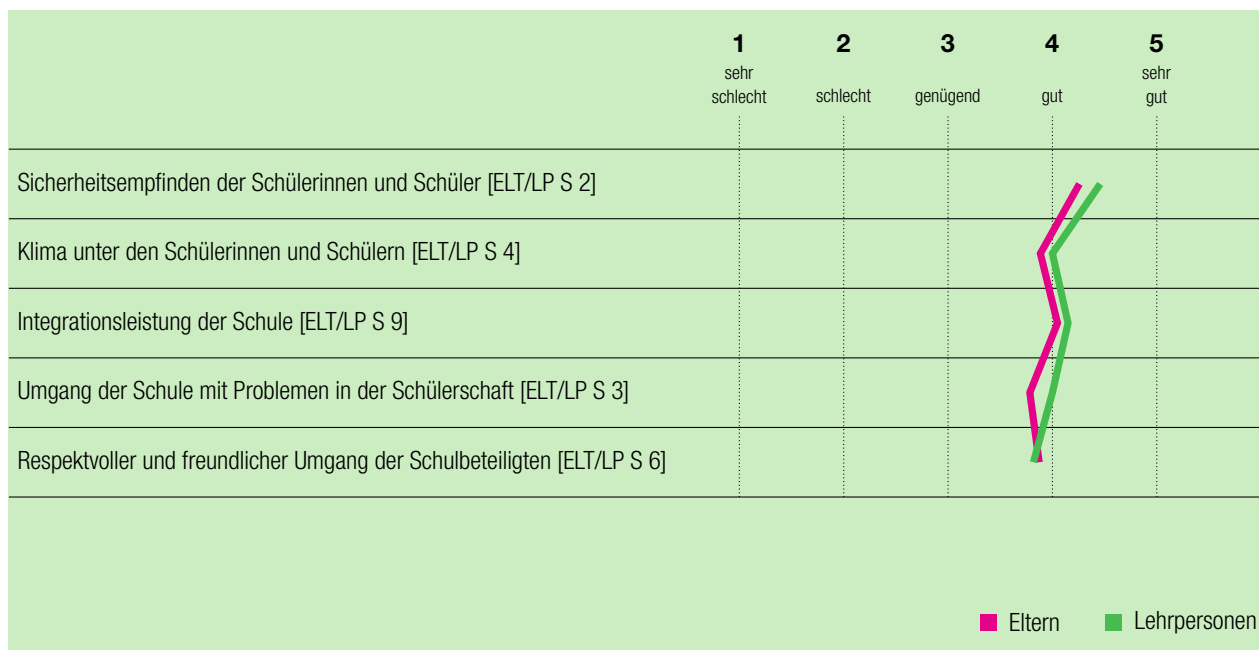 1 2 3 4 5
sehr schlecht schlecht genügend gut sehr gut
Sicherheitsempfinden der Schülerinnen und Schüler [ELT/LP S 2]
Klima unter den Schülerinnen und Schülern [ELT/LP S 4]
Integrationsleistung der Schule [ELT/LP S 9]
Umgang der Schule mit Problemen in der Schülerschaft [ELT/LP S 3]
Respektvoller und freundlicher Umgang der Schulbeteiligten [ELT/LP S 6]
Eltern Lehrpersonen